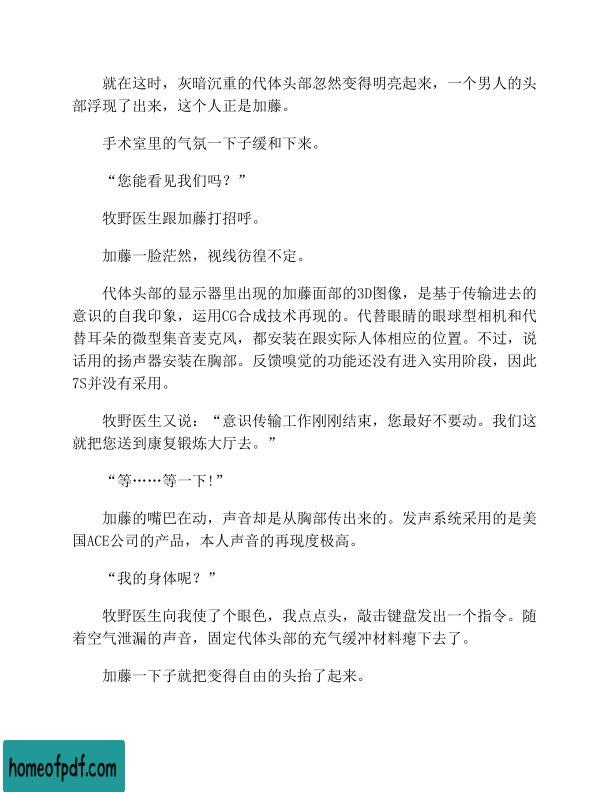 就在这时，灰暗沉重的代体头部忽然变得明亮起来，一个男人的头
部浮现了出来，这个人正是加藤。
手术室里的气氛一下子缓和下来。
“您能看见我们吗？”
牧野医生跟加藤打招呼。
加藤一脸茫然，视线彷徨不定。
代体头部的显示器里出现的加藤面部的3D图像，是基于传输进去的
意识的自我印象，运用CG合成技术再现的。代替眼睛的眼球型相机和代
替耳朵的微型集音麦克风，都安装在跟实际人体相应的位置。不过，说
话用的扬声器安装在胸部。反馈嗅觉的功能还没有进入实用阶段，因此
7S并没有采用。
牧野医生又说：“意识传输工作刚刚结束，您最好不要动。我们这
就把您送到康复锻炼大厅去。”
“等……等一下!”
加藤的嘴巴在动，声音却是从胸部传出来的。发声系统采用的是美
国ACE公司的产品，本人声音的再现度极高。
“我的身体呢？”
牧野医生向我使了个眼色，我点点头，敲击键盘发出一个指令。随
着空气泄漏的声音，固定代体头部的充气缓冲材料瘪下去了。
加藤一下子就把变得自由的头抬了起来。
homeofpdf.com